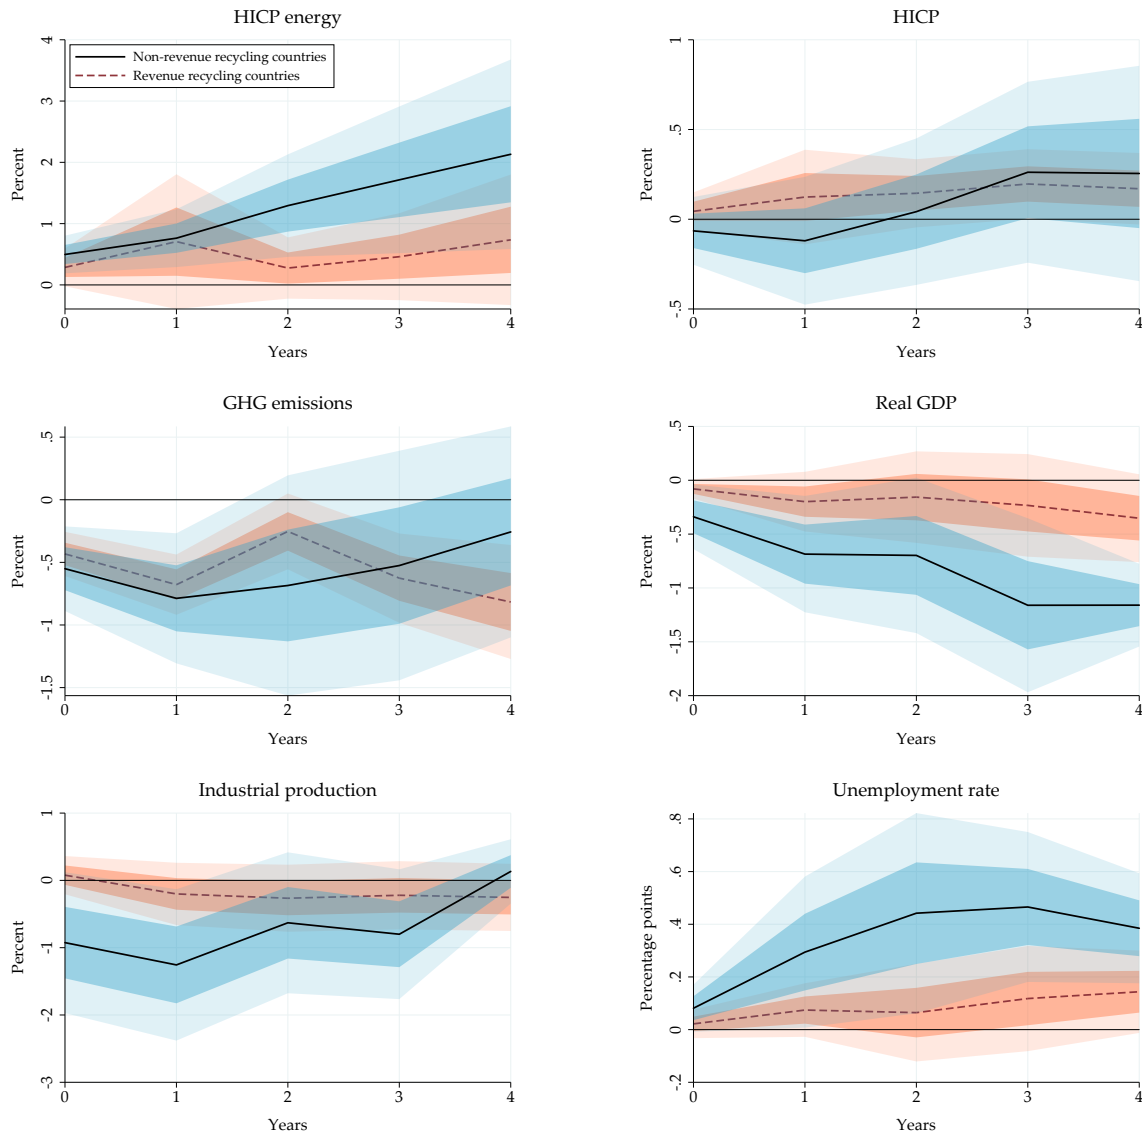 HICP energy
Percent
4
3
2
1
0
Non-revenue recycling countries
Revenue recycling countries
0 1 2 3 4
Years
HICP
Percent
1
.5
0
-.5
0 1 2 3 4
Years
GHG emissions
Percent
.5
0
-.5
-1
-1.5
0 1 2 3 4
Years
Real GDP
Percent
.5
0
-.5
-1
-1.5
-2
0 1 2 3 4
Years
Industrial production
Percent
1
0
-1
-2
-3
0 1 2 3 4
Years
Unemployment rate
Percentage points
.8
.6
.4
.2
0
-.2
0 1 2 3 4
Years